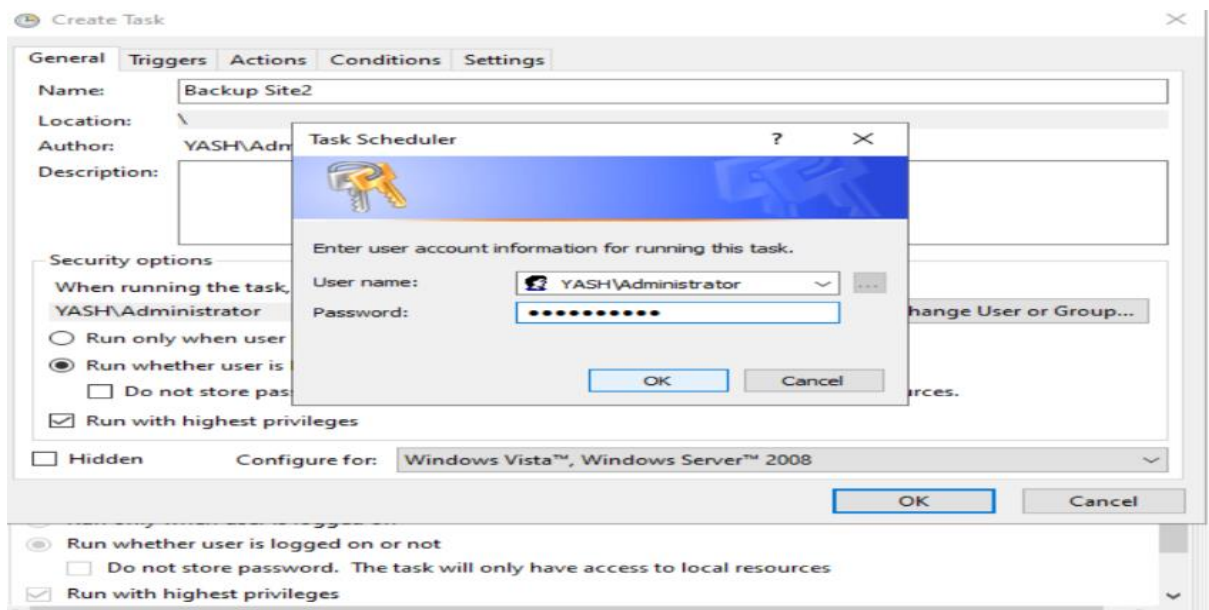 Create Task
General Triggers Actions Conditions Settings
Name: Backup Site2
Location: \
Author: YASH\Adm
Description:
Task Scheduler ?
Enter user account information for running this task.
User name: YASH\Administrator ...
Password: ••••••••••
OK Cancel
Security options
When running the task,
YASH\Administrator hange User or Group...
Run only when user
Run whether user is
Do not store pas rces.
Run with highest privileges
Hidden Configure for: Windows Vista™, Windows Server™ 2008
OK Cancel
Run whether user is logged on or not
Do not store password. The task will only have access to local resources
Run with highest privileges